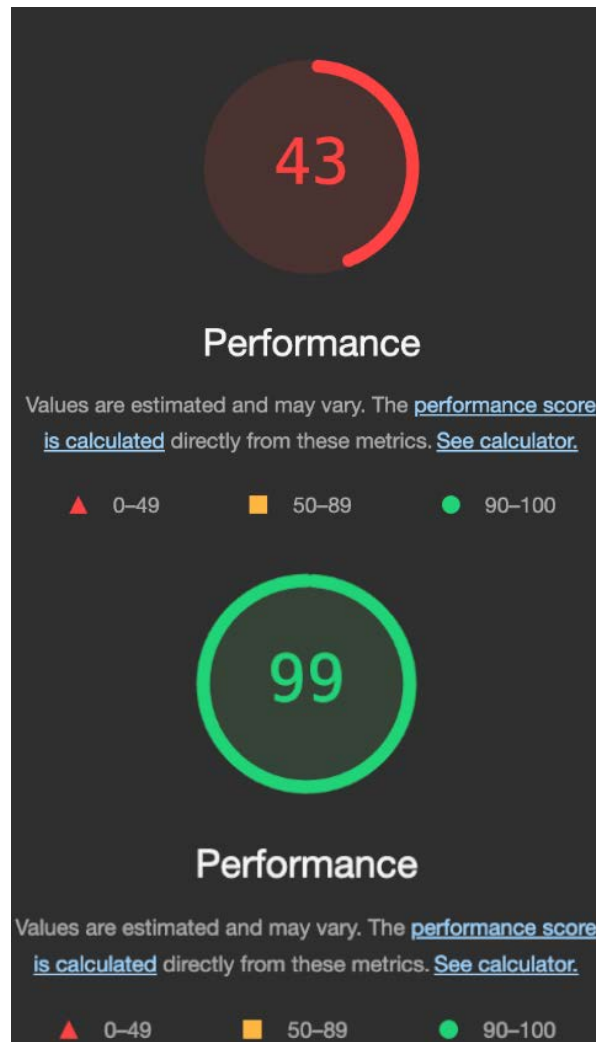 43
Performance
Values are estimated and may vary. The performance score
is calculated directly from these metrics. See calculator.
0–49 50–89 90–100
99
Performance
Values are estimated and may vary. The performance score
is calculated directly from these metrics. See calculator.
0–49 50–89 90–100